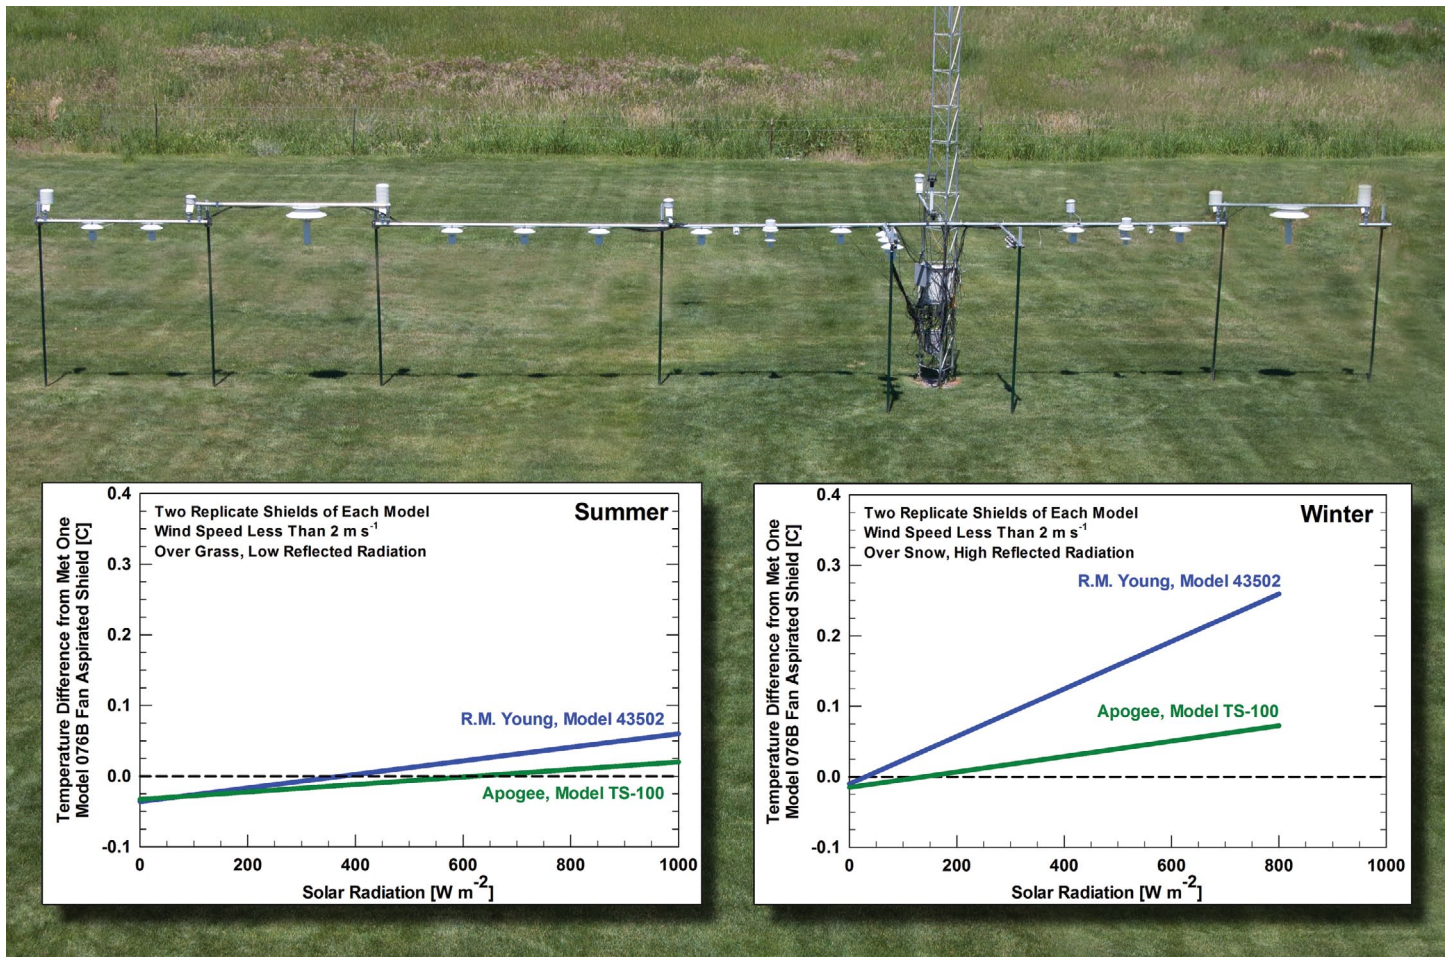 Temperature Difference from Met One
Model 076B Fan Aspirated Shield [C]
0.4
0.3
0.2
0.1
0.0
-0.1
Two Replicate Shields of Each Model
Wind Speed Less Than 2 m s-1
Over Grass, Low Reflected Radiation
Summer
R.M. Young, Model 43502
Apogee, Model TS-100
0 200 400 600 800 1000
Solar Radiation [W m-2]
Temperature Difference from Met One
Model 076B Fan Aspirated Shield [C]
0.4
0.3
0.2
0.1
0.0
-0.1
Two Replicate Shields of Each Model
Wind Speed Less Than 2 m s-1
Over Snow, High Reflected Radiation
Winter
R.M. Young, Model 43502
Apogee, Model TS-100
0 200 400 600 800 1000
Solar Radiation [W m-2]